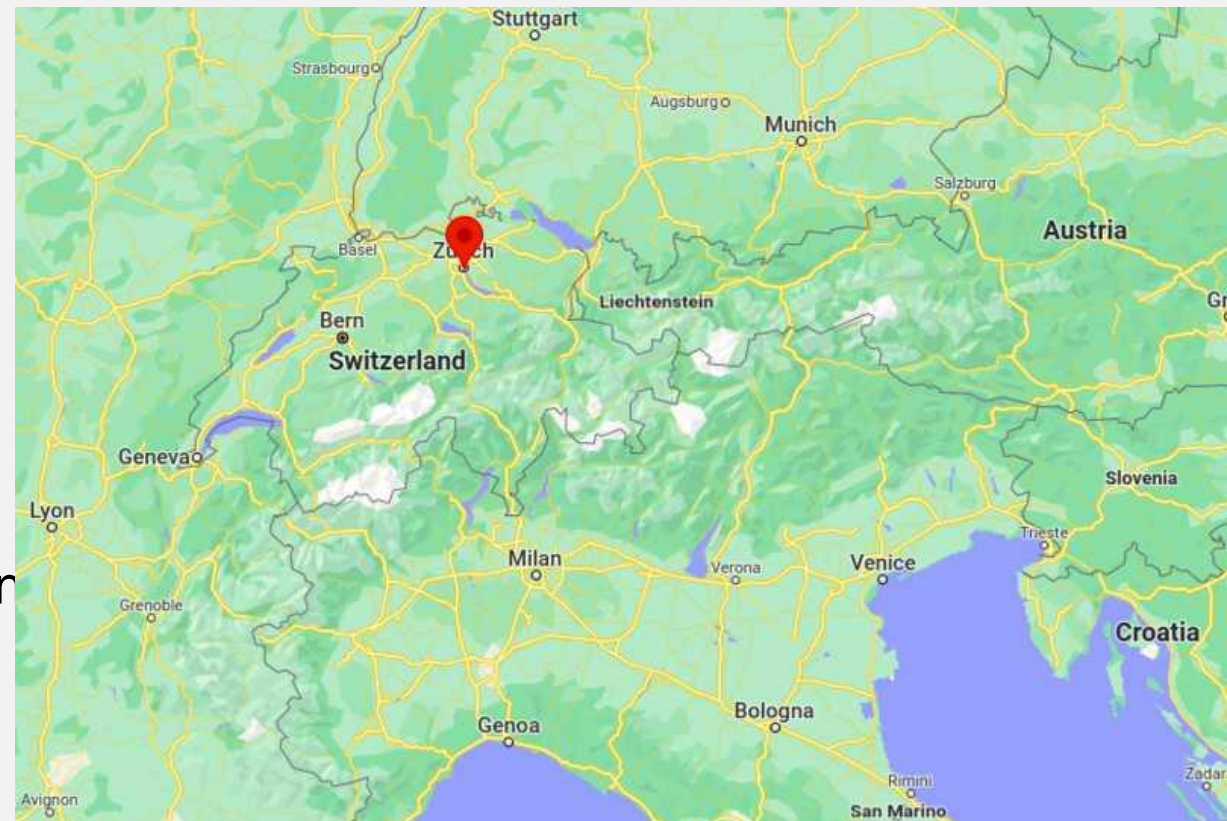 Stuttgart
Strasbourg
Augsburg
Munich
Salzburg
Austria
Basel
Liechtenstein
Bern
Switzerland
Geneva
Slovenia
Lyon
Trieste
Milan
Verona
Venice
Grenoble
Croatia
Bologna
Genoa
Rimini
Zadar
Avignon
San Marino